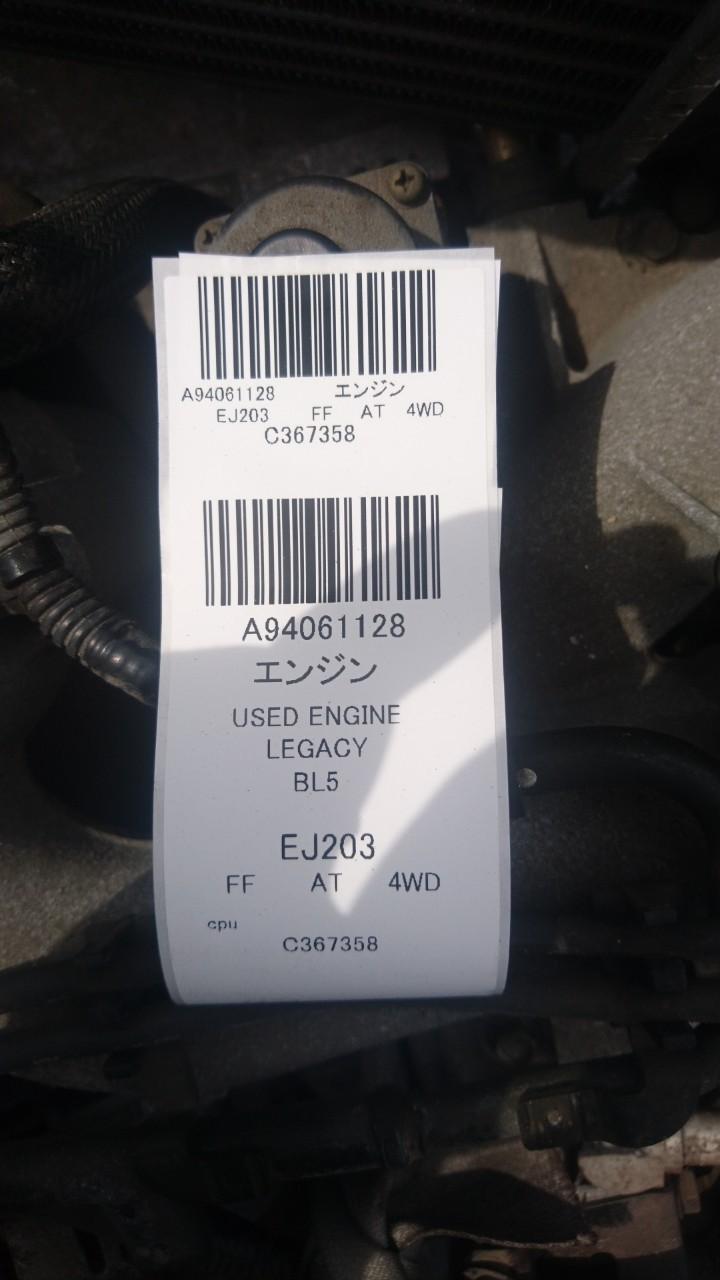 A94061128 エンジン
EJ203 FF AT 4WD
C367358
A94061128
エンジン
USED ENGINE
LEGACY
BL5
EJ203
FF AT 4WD
cpu
C367358